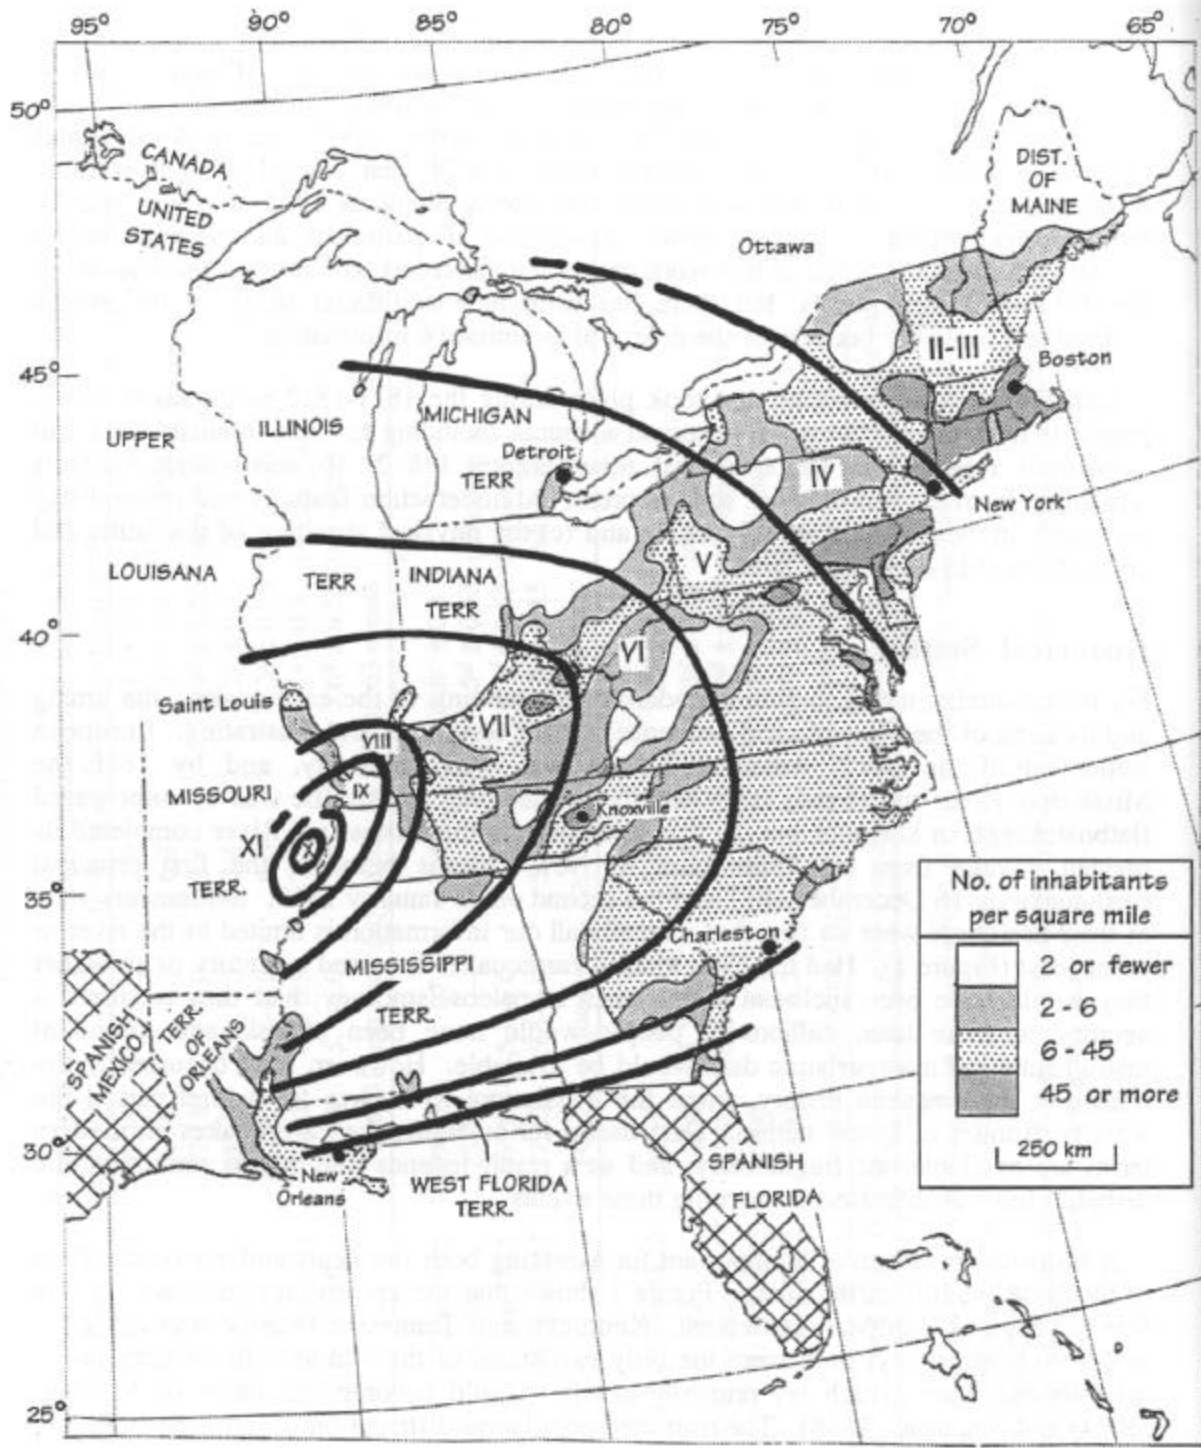 95°
90°
85°
80°
75°
70°
65°
50°
CANADA
UNITED
STATES
DIST.
OF
MAINE
Ottawa
II-III
Boston
45°
UPPER
ILLINOIS
MICHIGAN
Detroit
TERR
IV
New York
V
LOUISANA
TERR
INDIANA
TERR
40°
VI
Saint Louis
VII
VIII
MISSOURI
IX
Knoxville
XI
X
TERR.
35°
No. of inhabitants
per square mile
2 or fewer
2-6
6-45
45 or more
250 km
Charleston
MISSISSIPPI
TERR.
SPANISH
MEXICO
TERR.
OF
ORLEANS
30°
New
Orleans
WEST FLORIDA
TERR.
SPANISH
FLORIDA
25°